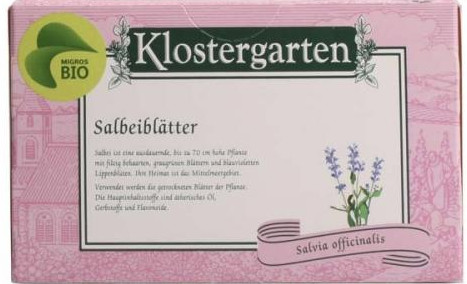 MIGROS
BIO
Klostergarten
Salbeiblätter
Salbei ist eine ausdauernde, bis zu 70 cm hohe Pflanze
mit filzig behaarten, graugrünen Blättern und blauvioletten
Lippenblüten. Ihre Heimat ist das Mittelmeergebiet.
Verwendet werden die getrockneten Blätter der Pflanze.
Die Hauptinhaltsstoffe sind ätherisches Öl,
Gerbstoffe und Flavonoide.
Salvia officinalis